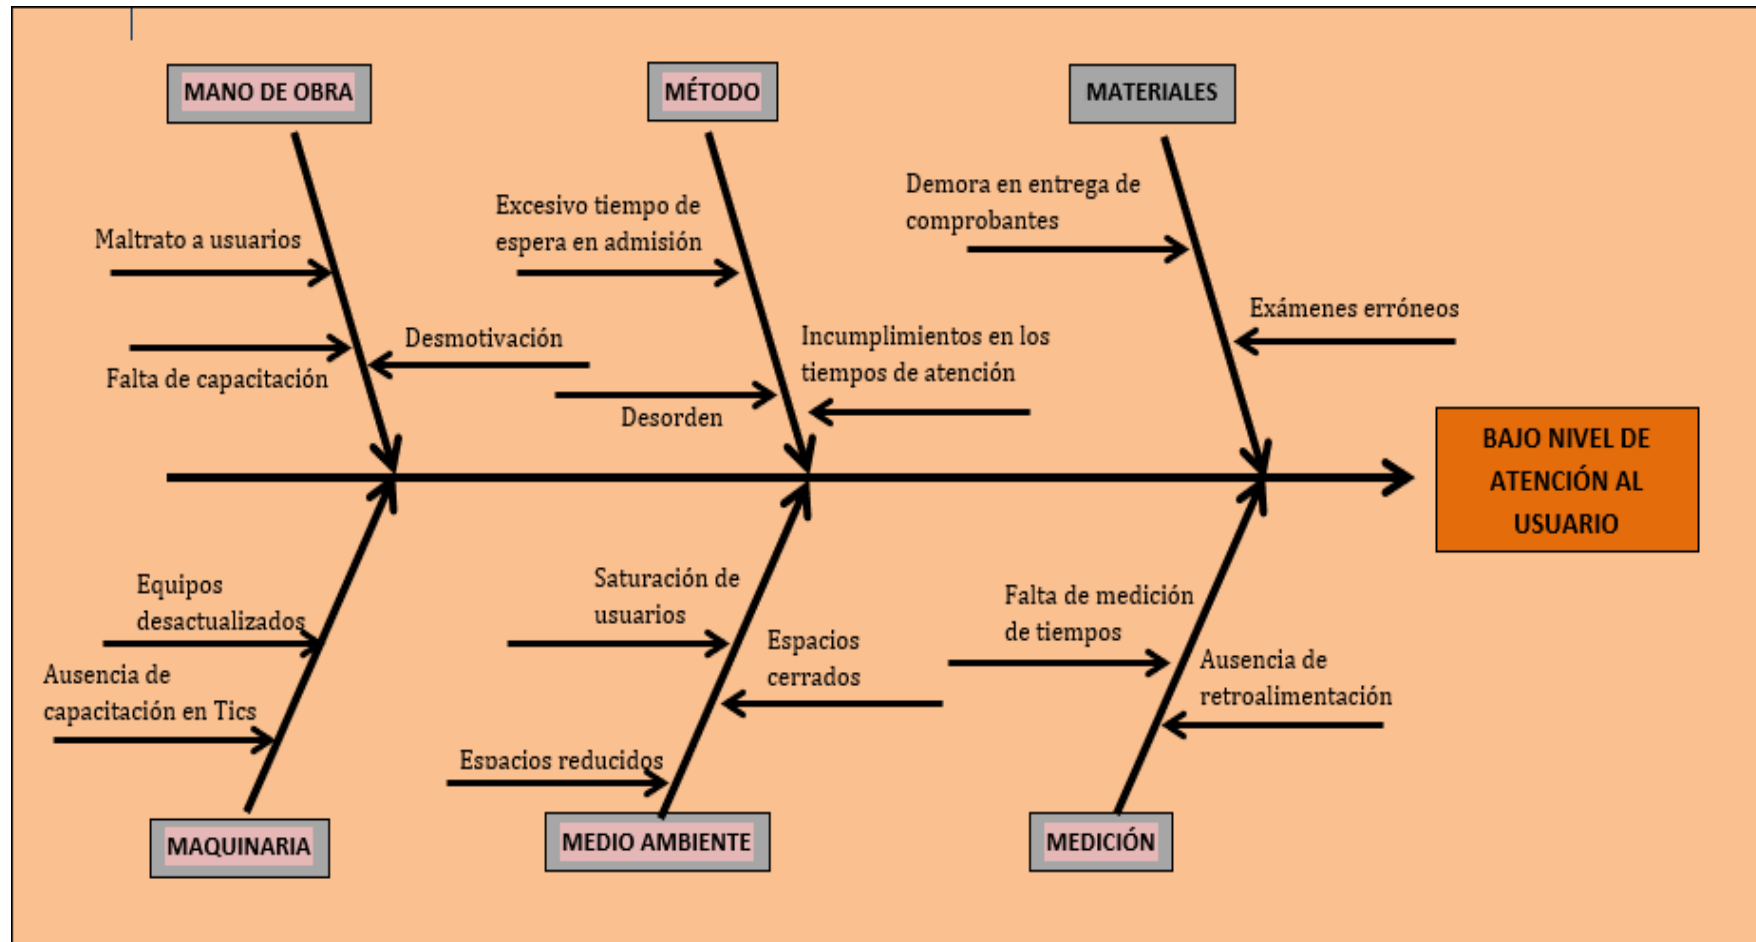 MANO DE OBRA
MÉTODO
MATERIALES
Maltrato a usuarios
Falta de capacitación
Desmotivación
Excesivo tiempo de
espera en admisión
Desorden
Incumplimientos en los
tiempos de atención
Demora en entrega de
comprobantes
Exámenes erróneos
BAJO NIVEL DE
ATENCIÓN AL
USUARIO
Equipos
desactualizados
Ausencia de
capacitación en Tics
Saturación de
usuarios
Espacios
cerrados
Espacios reducidos
Falta de medición
de tiempos
Ausencia de
retroalimentación
MAQUINARIA
MEDIO AMBIENTE
MEDICIÓN